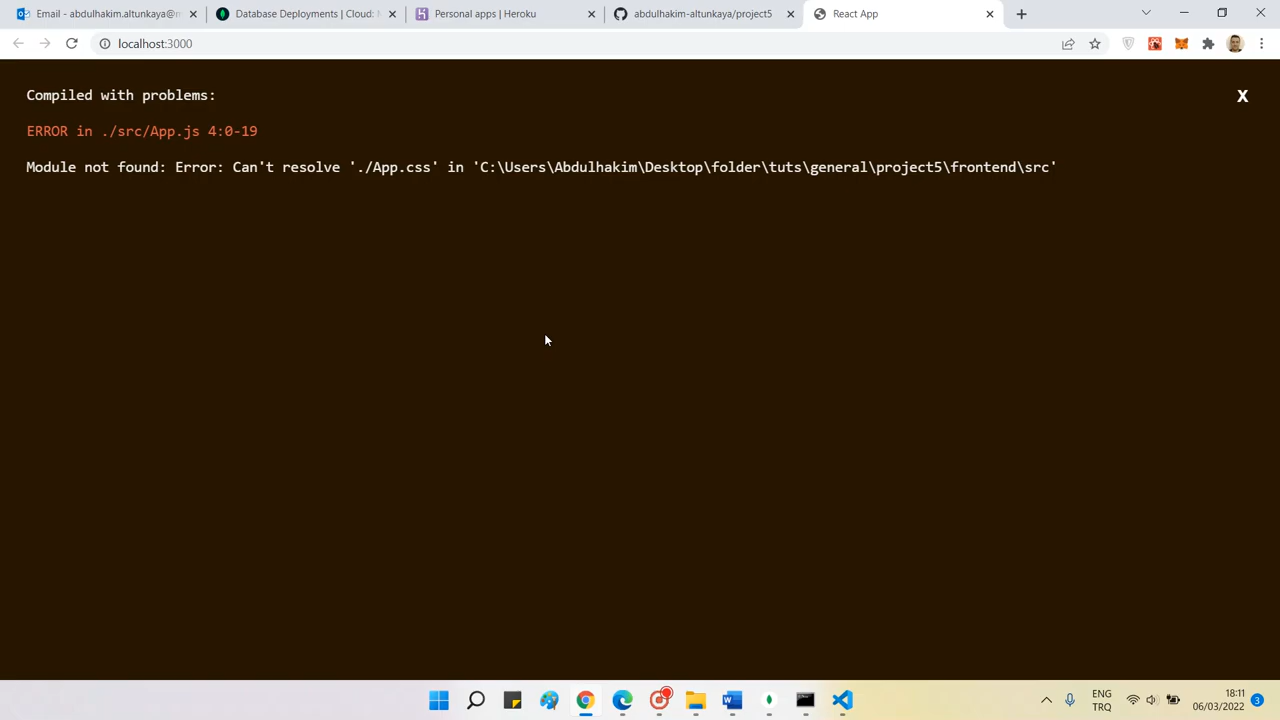 Email - abdulhakim.altunkaya@n
Database Deployments | Cloud: M
Personal apps | Heroku
abdulhakim-altunkaya/project5
React App
localhost:3000
Compiled with problems:
X
ERROR in ./src/App.js 4:0-19
Module not found: Error: Can't resolve './App.css' in 'C:\Users\Abdulhakim\Desktop\folder\tuts\general\project5\frontend\src'
ENG
TRQ
18:11
06/03/2022
3